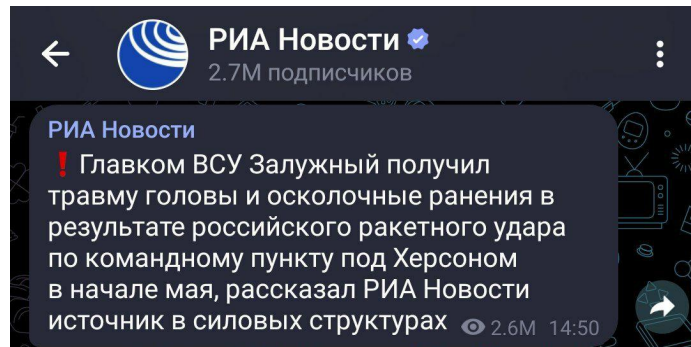 РИА Новости
2.7М подписчиков
РИА Новости
❗Главком ВСУ Залужный получил
травму головы и осколочные ранения в
результате российского ракетного удара
по командному пункту под Херсоном
в начале мая, рассказал РИА Новости
источник в силовых структурах 2.6M 14:50